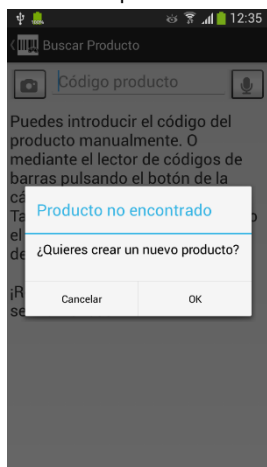 12:35
Buscar Producto
Código producto
Puedes introducir el código del
producto manualmente. O
mediante el lector de códigos de
barras pulsando el botón de la
Producto no encontrado
¿Quieres crear un nuevo producto?
Cancelar
OK